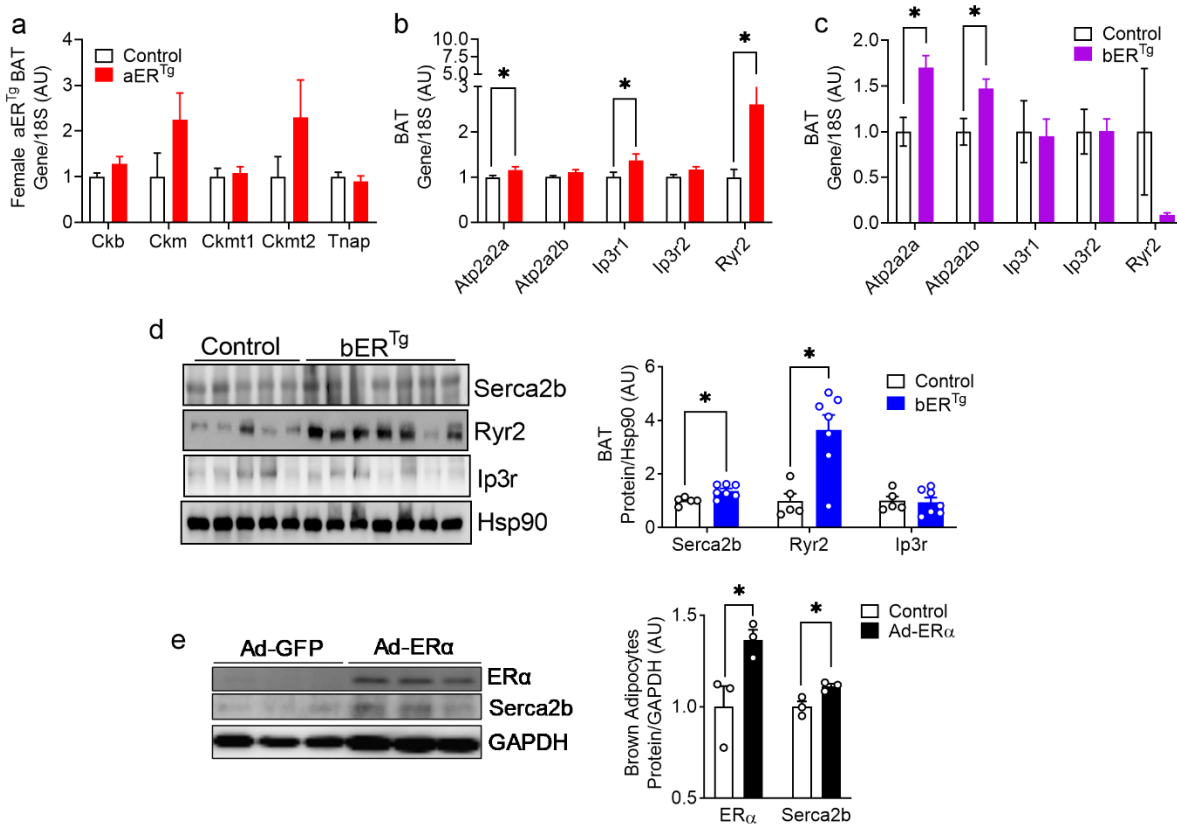 a
Female aER^Tg BAT
Gene/18S (AU)
4
3
2
1
0
Control
aER^Tg
Ckb Ckm Ckmt1 Ckmt2 Tnap
b
BAT
Gene/18S (AU)
10.0
7.5
5.0
3
2
1
0
*
*
*
Control
aER^Tg
Atp2a2a Atp2a2b Ip3r1 Ip3r2 Ryr2
c
BAT
Gene/18S (AU)
2.0
1.5
1.0
0.5
0.0
* *
Control
bER^Tg
Atp2a2a Atp2a2b Ip3r1 Ip3r2 Ryr2
d
Control bER^Tg
Serca2b
Ryr2
Ip3r
Hsp90
BAT
Protein/Hsp90 (AU)
6
4
2
0
*
*
Control
bER^Tg
Serca2b Ryr2 Ip3r
e
Ad-GFP Ad-ERα
ERα
Serca2b
GAPDH
Brown Adipocytes
Protein/GAPDH (AU)
1.5
1.0
0.5
*
*
Control
Ad-ERα
ERα Serca2b